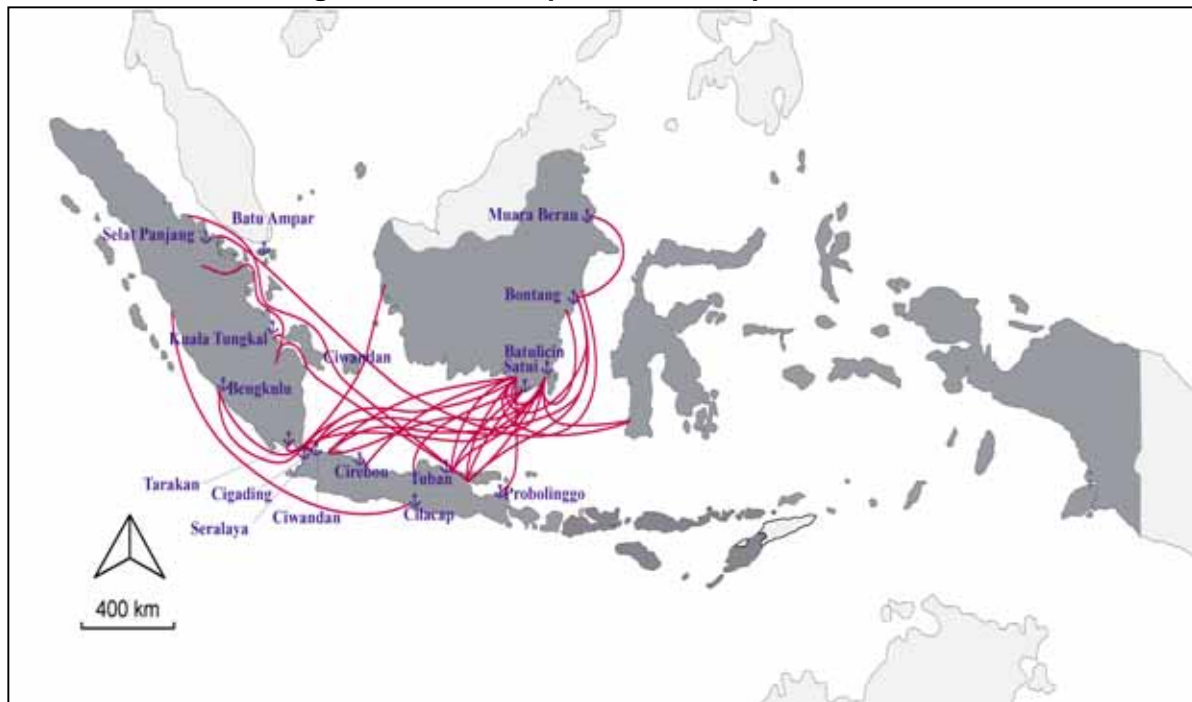 Batu Ampar
Selat Panjang
Muara Berau
Bontang
Kuala Tungkal
Ciwandan
Batulicin
Satui
Bengkulu
Tarakan
Cigading
Seralaya
Ciwandan
Cirebon
Tuban
Cilacap
Probolinggo
400 km